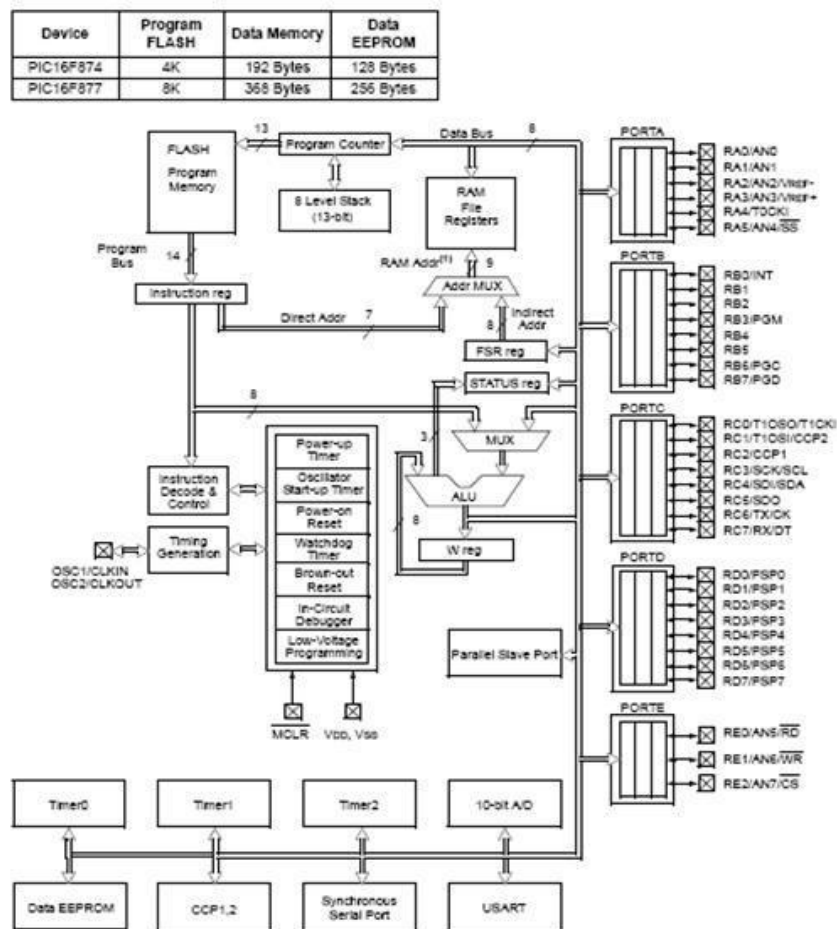 Device Program FLASH Data Memory Data EEPROM
PIC16F874 4K 192 Bytes 128 Bytes
PIC16F877 8K 368 Bytes 256 Bytes
13
Data Bus
8
PORTA
FLASH
Program
Memory
Program Counter
8 Level Stack
(13-bit)
RAM
File
Registers
RA0/AN0
RA1/AN1
RA2/AN2/VREF-
RA3/AN3/VREF+
RA4/T0CKI
RA5/AN4/SS
Program
Bus
14
RAM Addr(1)
9
PORTB
Instruction reg
Addr MUX
Direct Addr
7
8
Indirect
Addr
FSR reg
STATUS reg
RB0/INT
RB1
RB2
RB3/PGM
RB4
RB5
RB6/PGC
RB7/PGD
8
3
MUX
PORTC
Power-up
Timer
Oscillator
Start-up Timer
Power-on
Reset
Watchdog
Timer
Brown-out
Reset
In-Circuit
Debugger
Low-Voltage
Programming
Instruction
Decode &
Control
Timing
Generation
OSC1/CLKIN
OSC2/CLKOUT
ALU
8
W reg
RC0/T1OSO/T1CKI
RC1/T1OSI/CCP2
RC2/CCP1
RC3/SCK/SCL
RC4/SDI/SDA
RC5/SDO
RC6/TX/CK
RC7/RX/DT
PORTD
Parallel Slave Port
RD0/PSP0
RD1/PSP1
RD2/PSP2
RD3/PSP3
RD4/PSP4
RD5/PSP5
RD6/PSP6
RD7/PSP7
MCLR
VDD, VSS
PORTE
RE0/AN5/RD
RE1/AN6/WR
RE2/AN7/CS
Timer0
Timer1
Timer2
10-bit A/D
Data EEPROM
CCP1,2
Synchronous
Serial Port
USART